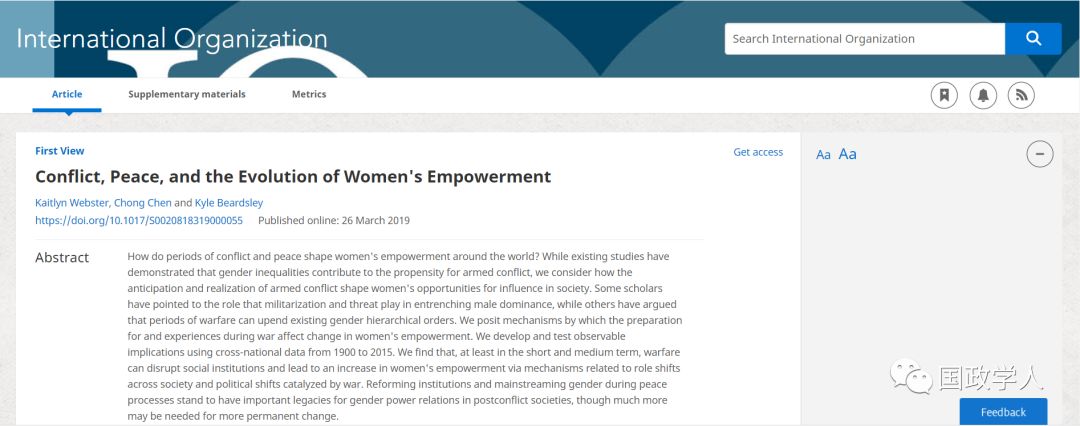 International Organization
Search International Organization
Article
Supplementary materials
Metrics
First View
Get access
Aa Aa
Conflict, Peace, and the Evolution of Women's Empowerment
Kaitlyn Webster, Chong Chen and Kyle Beardsley
https://doi.org/10.1017/S0020818319000055 Published online: 26 March 2019
Abstract
How do periods of conflict and peace shape women's empowerment around the world? While existing studies have
demonstrated that gender inequalities contribute to the propensity for armed conflict, we consider how the
anticipation and realization of armed conflict shape women's opportunities for influence in society. Some scholars
have pointed to the role that militarization and threat play in entrenching male dominance, while others have argued
that periods of warfare can upend existing gender hierarchical orders. We posit mechanisms by which the preparation
for and experiences during war affect change in women's empowerment. We develop and test observable
implications using cross-national data from 1900 to 2015. We find that, at least in the short and medium term, warfare
can disrupt social institutions and lead to an increase in women's empowerment via mechanisms related to role shifts
across society and political shifts catalyzed by war. Reforming institutions and mainstreaming gender during peace
processes stand to have important legacies for gender power relations in postconflict societies, though much more
may be needed for more permanent change.
国政学人
Feedback